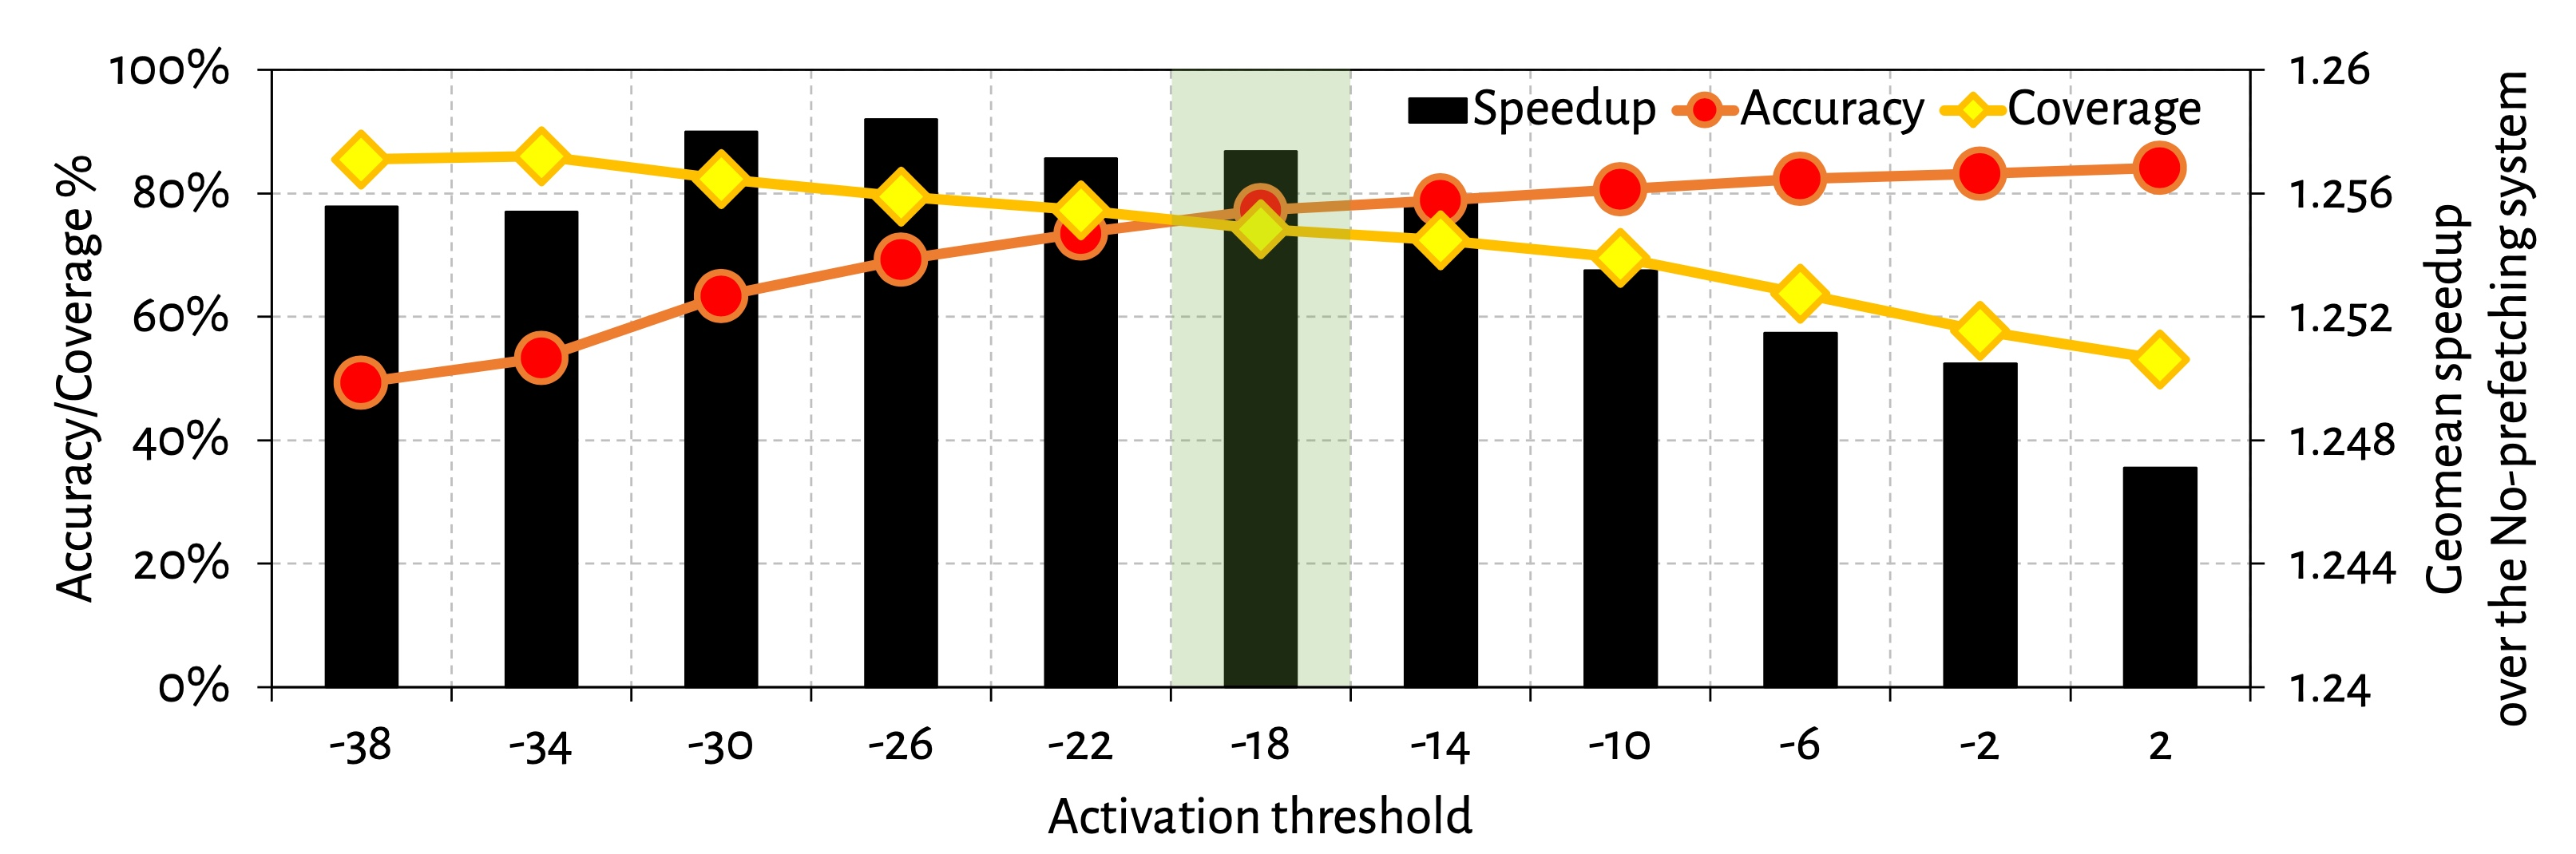 Accuracy/Coverage %
100%
80%
60%
40%
20%
0%
Speedup Accuracy Coverage
1.26
1.256
1.252
1.248
1.244
1.24
Geomean speedup
over the No-prefetching system
-38 -34 -30 -26 -22 -18 -14 -10 -6 -2 2
Activation threshold